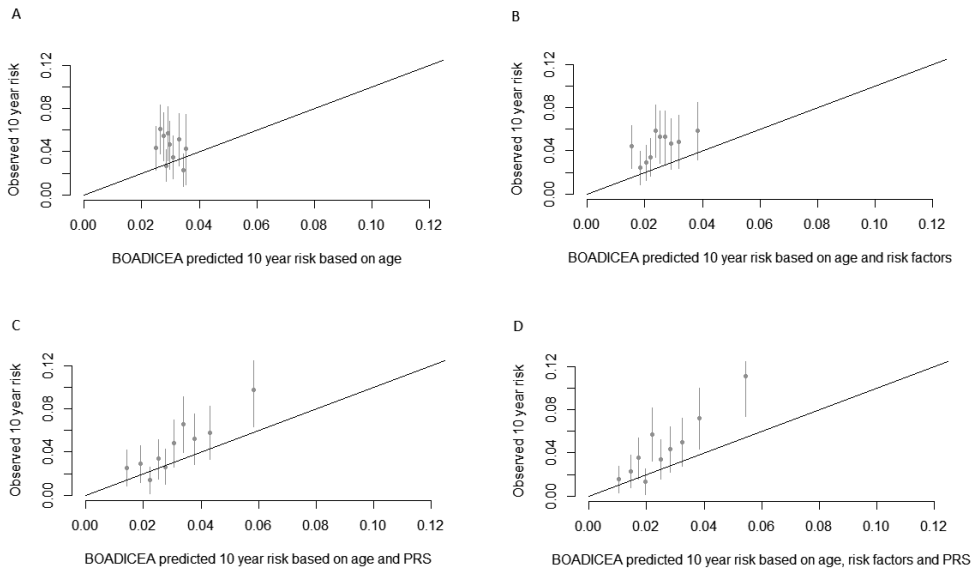 A
Observed 10 year risk
0.00 0.04 0.08 0.12
0.00 0.02 0.04 0.06 0.08 0.10 0.12
BOADICEA predicted 10 year risk based on age
B
Observed 10 year risk
0.00 0.04 0.08 0.12
0.00 0.02 0.04 0.06 0.08 0.10 0.12
BOADICEA predicted 10 year risk based on age and risk factors
C
Observed 10 year risk
0.00 0.04 0.08 0.12
0.00 0.02 0.04 0.06 0.08 0.10 0.12
BOADICEA predicted 10 year risk based on age and PRS
D
Observed 10 year risk
0.00 0.04 0.08 0.12
0.00 0.02 0.04 0.06 0.08 0.10 0.12
BOADICEA predicted 10 year risk based on age, risk factors and PRS